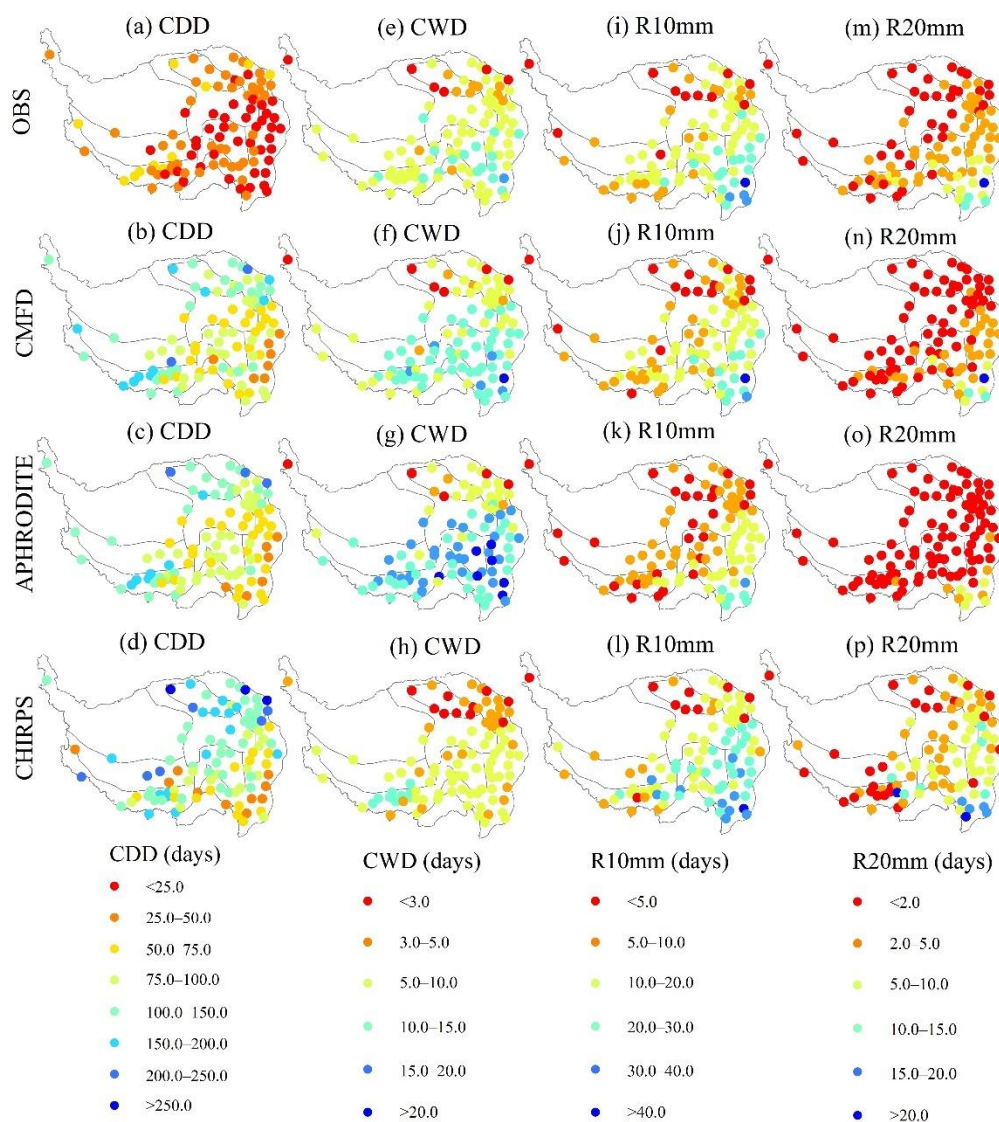 (a) CDD (e) CWD (i) R10mm (m) R20mm
OBS
(b) CDD (f) CWD (j) R10mm (n) R20mm
CMFD
(c) CDD (g) CWD (k) R10mm (o) R20mm
APHRODITE
(d) CDD (h) CWD (l) R10mm (p) R20mm
CHIRPS
CDD (days)
<25.0
25.0–50.0
50.0 75.0
75.0–100.0
100.0 150.0
150.0–200.0
200.0–250.0
>250.0
CWD (days)
<3.0
3.0–5.0
5.0–10.0
10.0–15.0
15.0 20.0
>20.0
R10mm (days)
<5.0
5.0–10.0
10.0–20.0
20.0–30.0
30.0 40.0
>40.0
R20mm (days)
<2.0
2.0–5.0
5.0–10.0
10.0–15.0
15.0–20.0
>20.0